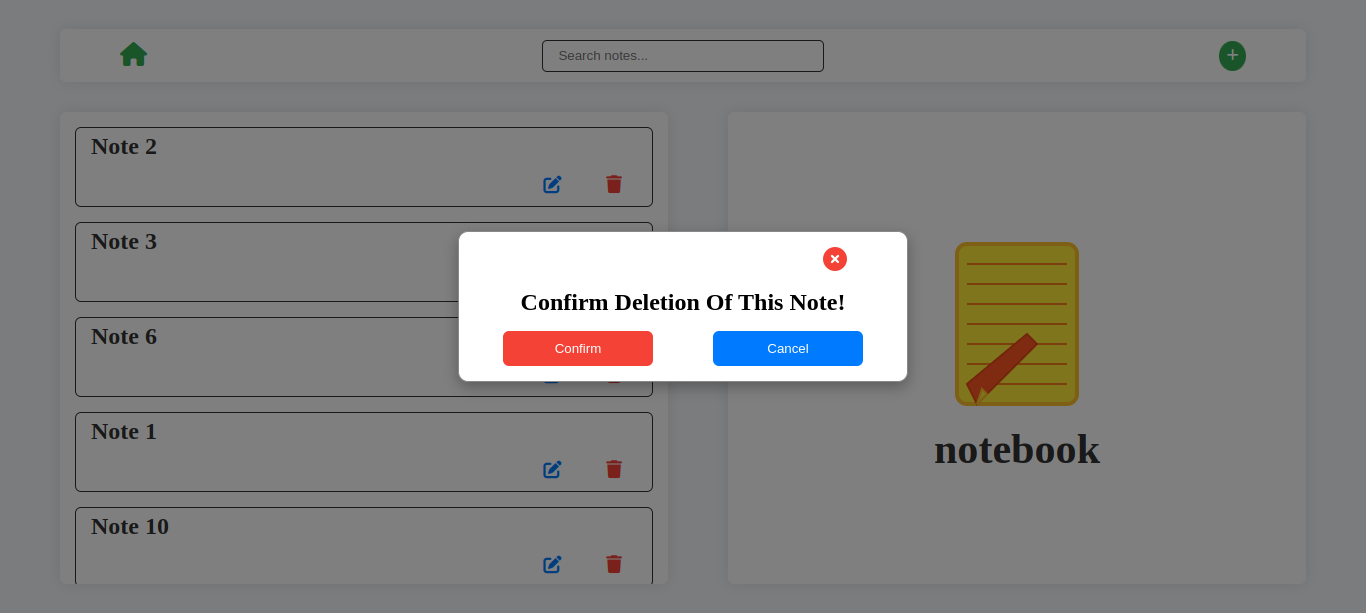 Search notes...
Note 2
Note 3
Note 6
Note 1
Note 10
Confirm Deletion Of This Note!
Confirm
Cancel
notebook